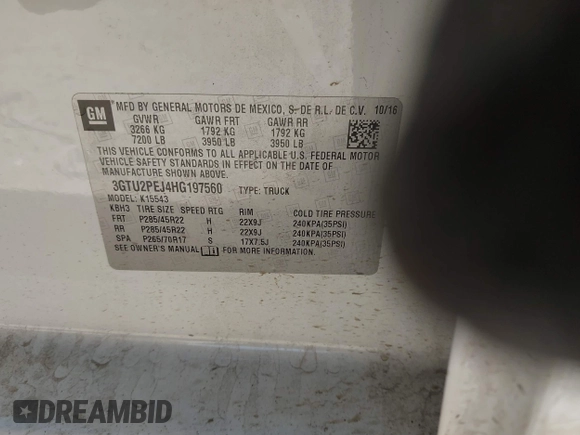 GM MFD BY GENERAL MOTORS DE MEXICO, S. DE R.L. DE C.V. 10/16
GVWR GAWR FRT GAWR RR
3266 KG 1792 KG 1792 KG
7200 LB 3950 LB 3950 LB
THIS VEHICLE CONFORMS TO ALL APPLICABLE U.S. FEDERAL MOTOR
VEHICLE SAFETY STANDARDS IN EFFECT ON THE DATE OF
MANUFACTURE SHOWN ABOVE.
3GTU2PEJ4HG197560 TYPE: TRUCK
MODEL: K15543
KBH3 TIRE SIZE SPEED RTG RIM COLD TIRE PRESSURE
FRT P285/45R22 H - 22X9J 240KPA(35PSI)
RR P285/45R22 H - 22X9J 240KPA(35PSI)
SPA P265/70R17 S 17X7.5J 240KPA(35PSI)
SEE OWNER'S MANUAL FOR MORE INFORMATION.
DREAMBID